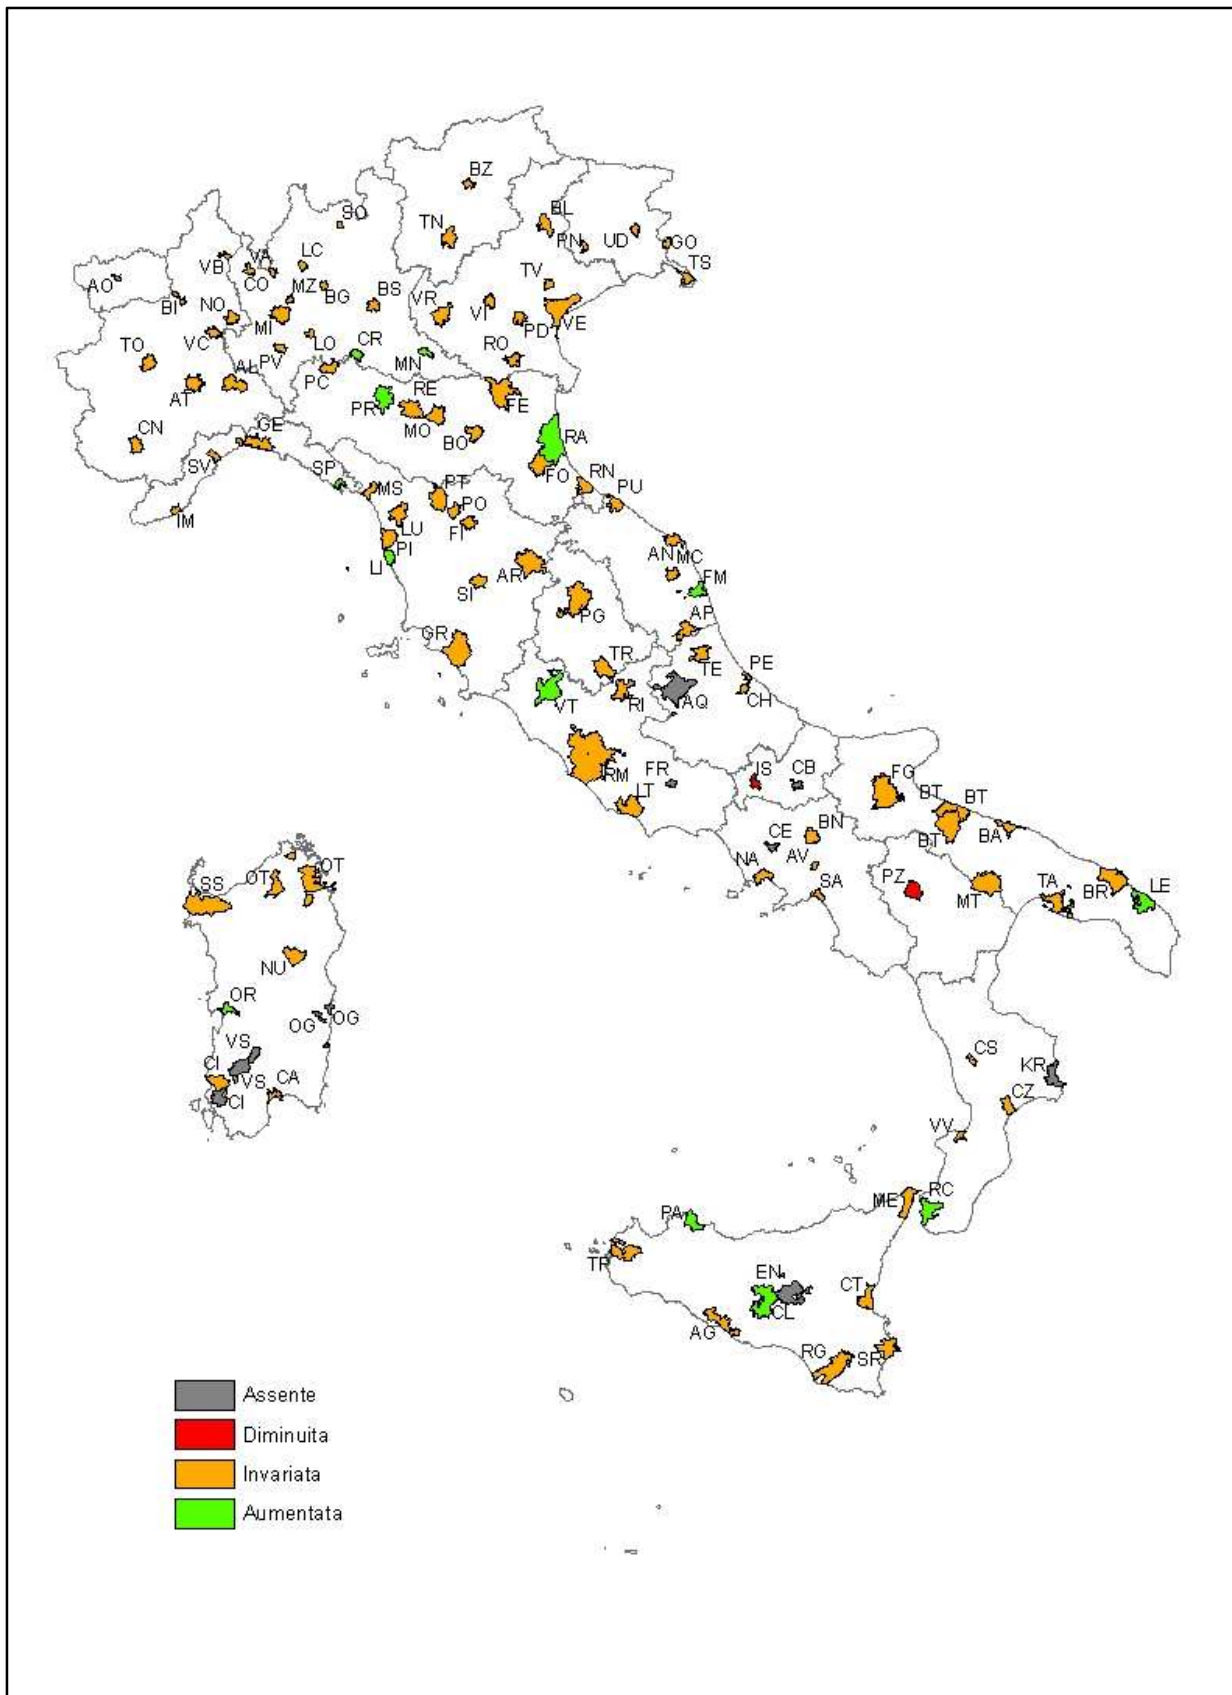 BZ
SO
BL
TN
PN
UD
GO
LC
VA
TS
VB
TV
AO
CO
MZ
BG
BS
VR
BI
NO
VI
MI
PD
VE
VC
LO
CR
TO
PV
MN
RO
AL
PC
AT
RE
FE
PR
MO
CN
GE
BO
RA
SV
SP
FO
RN
MS
PT
PO
PU
IM
LU
FI
PI
AN
MC
LI
AR
FM
SI
PG
AP
GR
TR
TE
PE
VT
RI
AQ
CH
RM
FR
IS
CB
FG
LT
BT
BT
CE
BN
BT
BA
NA
AV
OT
OT
SS
SA
PZ
MT
TA
BR
LE
NU
OR
OG
OG
VS
CS
CI
VS
CA
KR
CI
CZ
VV
ME
RC
PA
TP
EN
CT
CL
AG
RG
SR
Assente
Diminuita
Invariata
Aumentata